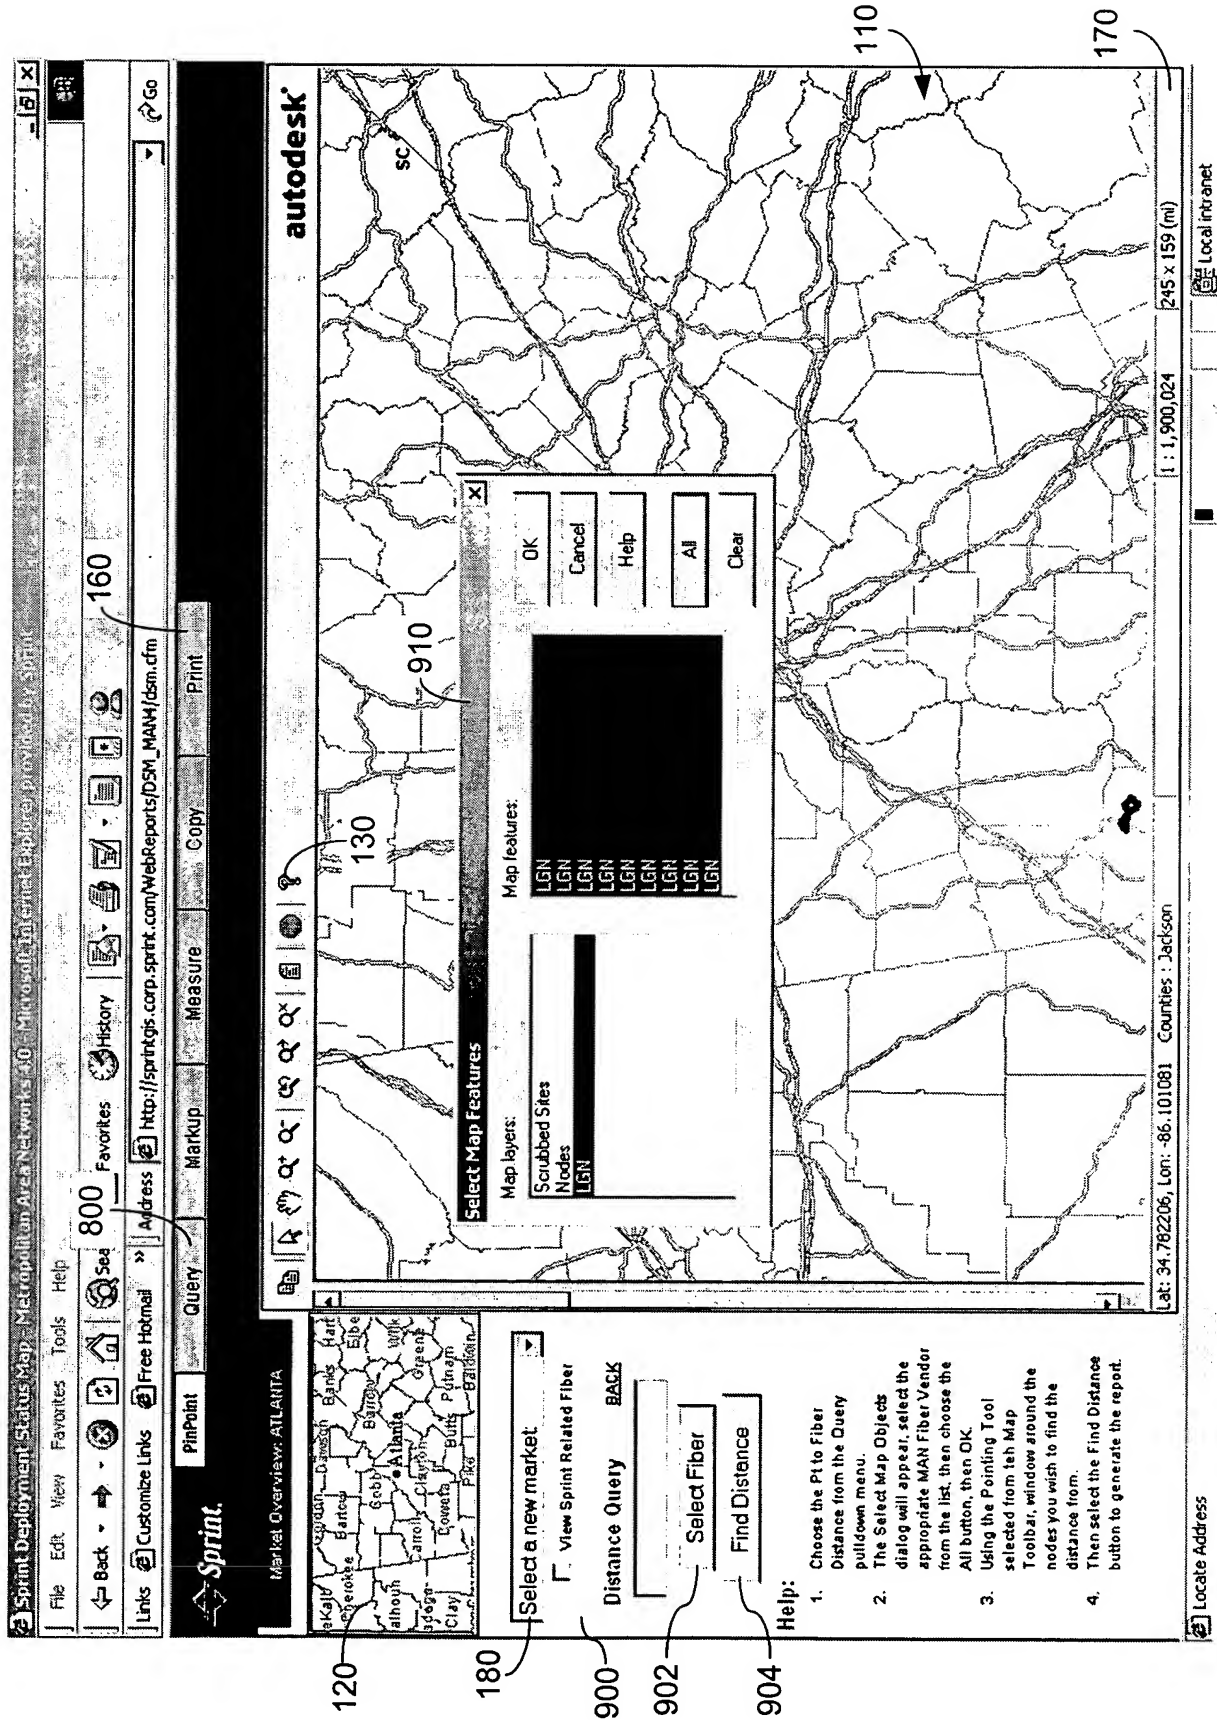 Sprint Deployment Status Map - Metropolitan Area Networks 4.0 - Microsoft Internet Explorer provided by Sprint
File Edit View Favorites Tools Help
Back Sea 800 Favorites History 160
Links Customize Links Free Hotmail » Address http://sprintgis.corp.sprint.com/WebReports/DSM_MAN4/dsm.cfm Go
PinPoint Query Markup Measure Copy Print
Sprint.
Market Overview: ATLANTA
autodesk
130
120
Dawson Banks Hart
eKalb Bartow Elbe
herokee Cobb Barrow Wilk
alhoun Atlanta Greene
Carroll Clayton
adoga Coweta Butts Putnam
Clay Pike Baldwin
SC
180
Select a new market
View Sprint Related Fiber
900
Distance Query BACK
902
Select Fiber
904
Find Distance
Help:
1. Choose the Pt to Fiber
Distance from the Query
pulldown menu.
2. The Select Map Objects
dialog will appear, select the
appropriate MAN Fiber Vendor
from the list, then choose the
All button, then OK.
3. Using the Pointing Tool
selected from teh Map
Toolbar, window around the
nodes you wish to find the
distance from.
4. Then select the Find Distance
button to generate the report.
910
Select Map Features
Map layers:
Scrubbed Sites
Nodes
LGN
Map features:
LGN
LGN
LGN
LGN
LGN
LGN
LGN
LGN
LGN
LGN
OK
Cancel
Help
All
Clear
110
Lat: 34.782206, Lon: -86.101081 Counties : Jackson 1 : 1,900,024 245 x 159 (mi)
170
Locate Address Local intranet